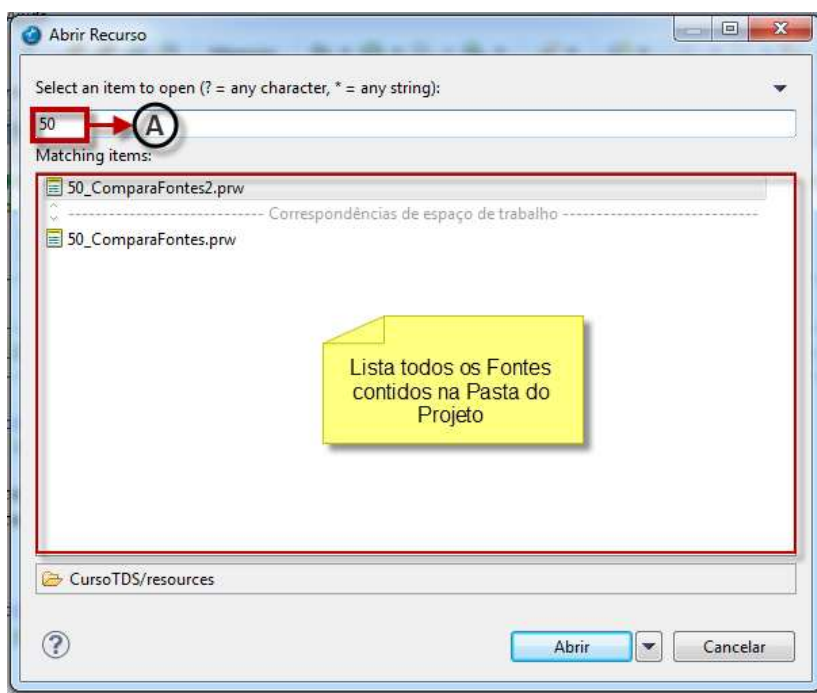 Abrir Recurso
Select an item to open (? = any character, * = any string):
50
A
Matching items:
50_ComparaFontes2.prw
Correspondências de espaço de trabalho
50_ComparaFontes.prw
Lista todos os Fontes
contidos na Pasta do
Projeto
CursoTDS/resources
?
Abrir
Cancelar